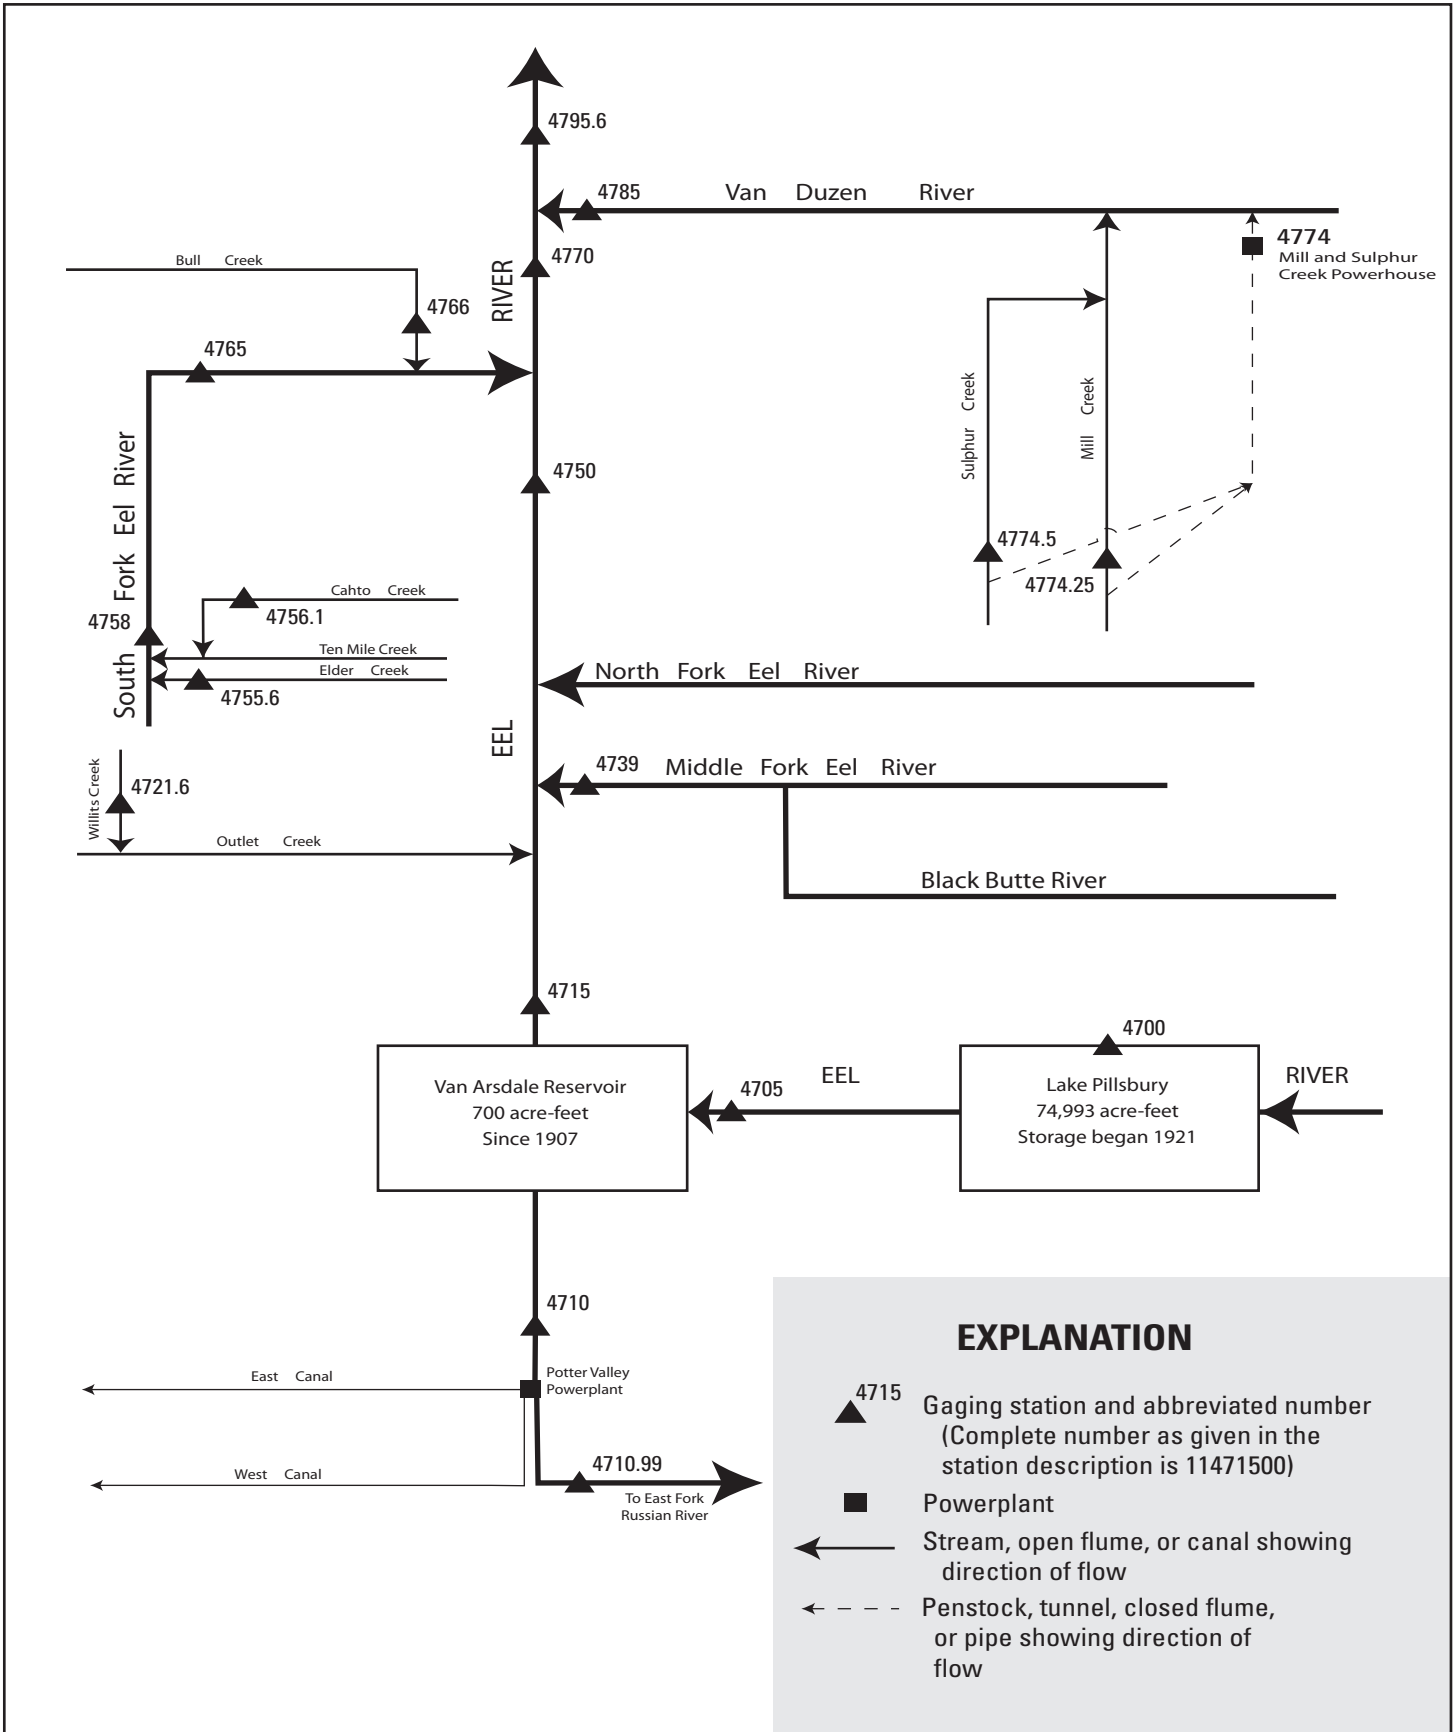 4795.6
4785
Van Duzen River
4774
Mill and Sulphur
Creek Powerhouse
Bull Creek
4770
RIVER
4766
4765
Sulphur Creek
Mill Creek
South Fork Eel River
4750
4774.5
4774.25
Cahto Creek
4756.1
4758
Ten Mile Creek
Elder Creek
4755.6
North Fork Eel River
EEL
4739
Middle Fork Eel River
Willits Creek
4721.6
Outlet Creek
Black Butte River
4715
4700
Van Arsdale Reservoir
700 acre-feet
Since 1907
4705
EEL
Lake Pillsbury
74,993 acre-feet
Storage began 1921
RIVER
4710
Potter Valley
Powerplant
East Canal
West Canal
4710.99
To East Fork
Russian River
EXPLANATION
4715
Gaging station and abbreviated number
(Complete number as given in the
station description is 11471500)
Powerplant
Stream, open flume, or canal showing
direction of flow
Penstock, tunnel, closed flume,
or pipe showing direction of
flow